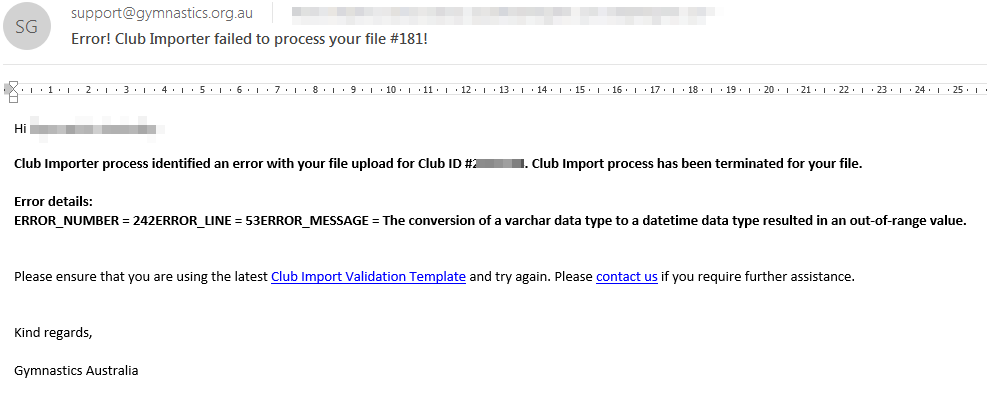 SG
support@gymnastics.org.au
Error! Club Importer failed to process your file #181!
1 2 3 4 5 6 7 8 9 10 11 12 13 14 15 16 17 18 19 20 21 22 23 24 25
Hi
Club Importer process identified an error with your file upload for Club ID #2 . Club Import process has been terminated for your file.
Error details:
ERROR_NUMBER = 242ERROR_LINE = 53ERROR_MESSAGE = The conversion of a varchar data type to a datetime data type resulted in an out-of-range value.
Please ensure that you are using the latest Club Import Validation Template and try again. Please contact us if you require further assistance.
Kind regards,
Gymnastics Australia